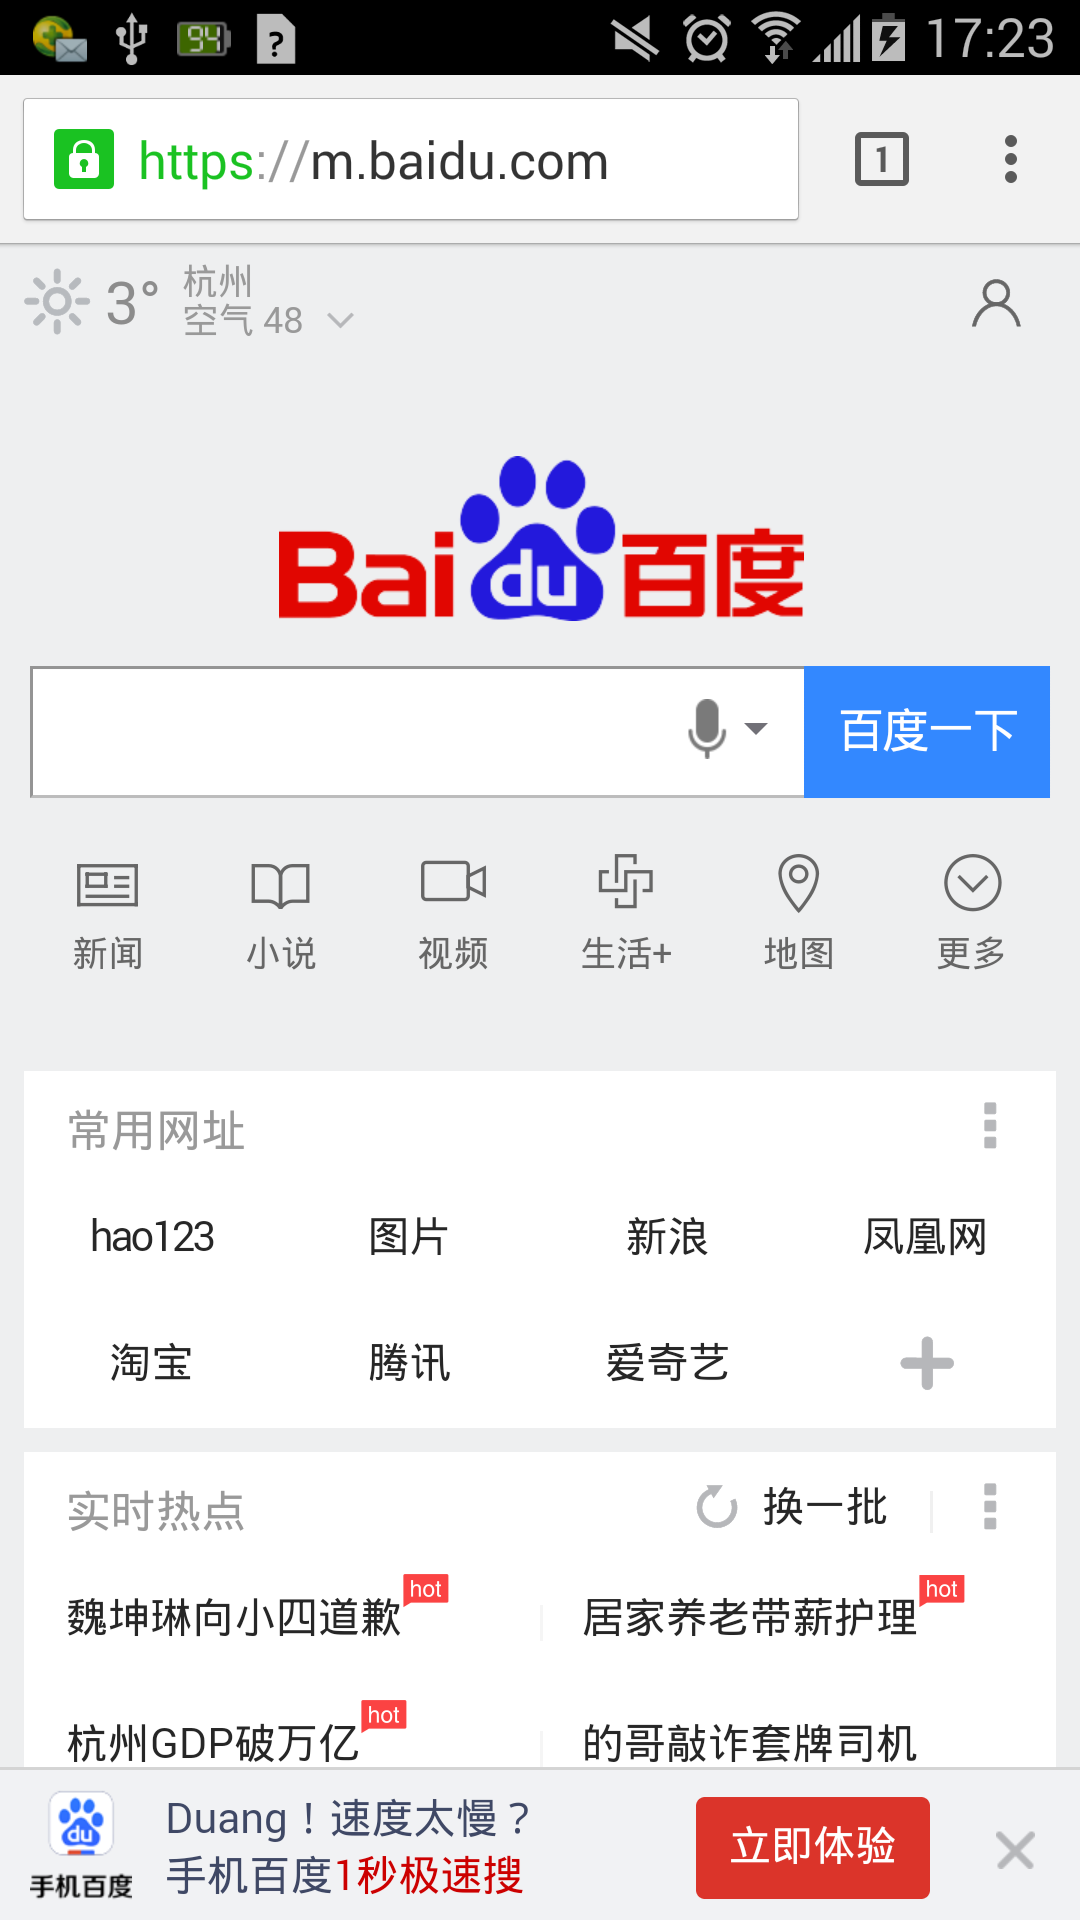 94
?
17:23
https://m.baidu.com
1
3°
杭州
空气 48
Bai du 百度
百度一下
新闻 小说 视频 生活+ 地图 更多
常用网址
hao123 图片 新浪 凤凰网
淘宝 腾讯 爱奇艺
实时热点 换一批
魏坤琳向小四道歉 hot 居家养老带薪护理 hot
杭州GDP破万亿 hot 的哥敲诈套牌司机
du
手机百度
Duang！速度太慢？
手机百度1秒极速搜
立即体验